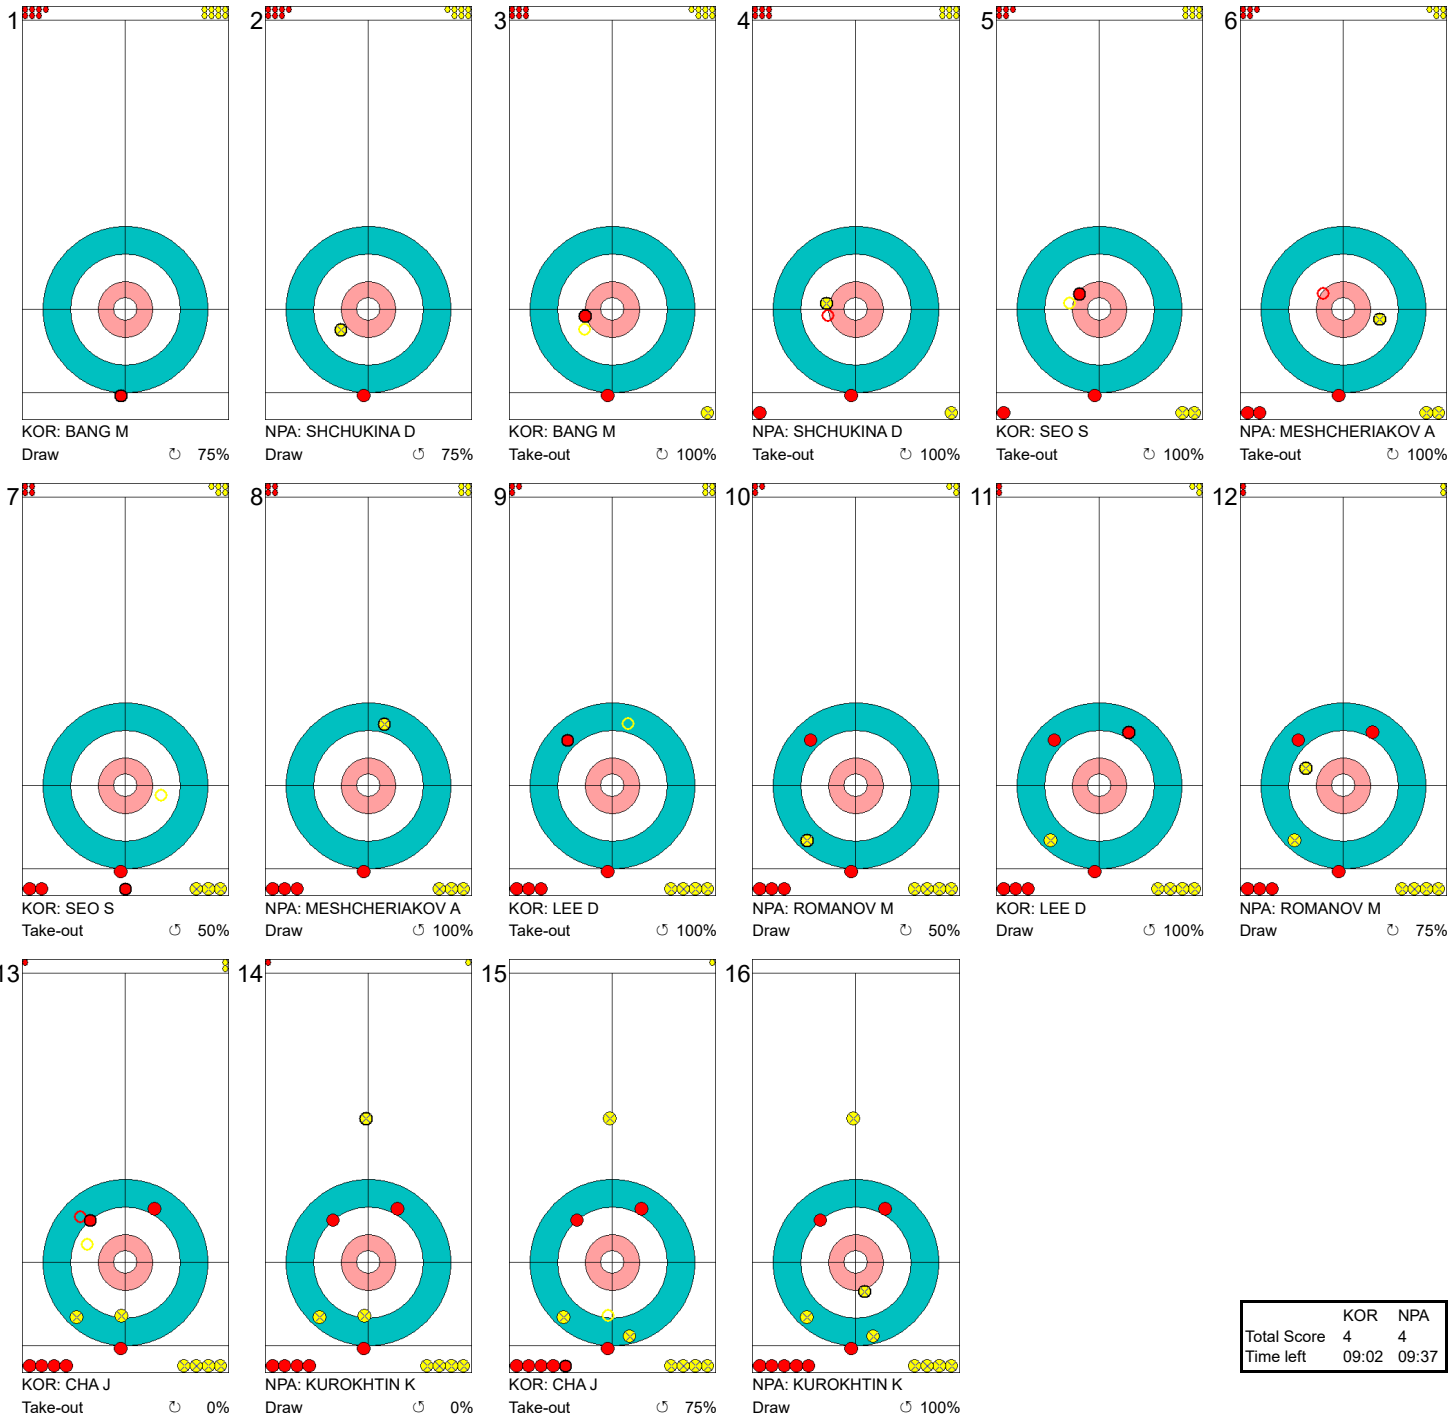 1
KOR: BANG M
Draw ↻ 75%
2
NPA: SHCHUKINA D
Draw ↺ 75%
3
KOR: BANG M
Take-out ↻ 100%
4
NPA: SHCHUKINA D
Take-out ↺ 100%
5
KOR: SEO S
Take-out ↻ 100%
6
NPA: MESHCHERIAKOV A
Take-out ↻ 100%
7
KOR: SEO S
Take-out ↺ 50%
8
NPA: MESHCHERIAKOV A
Draw ↺ 100%
9
KOR: LEE D
Take-out ↺ 100%
10
NPA: ROMANOV M
Draw ↻ 50%
11
KOR: LEE D
Draw ↺ 100%
12
NPA: ROMANOV M
Draw ↻ 75%
13
KOR: CHA J
Take-out ↻ 0%
14
NPA: KUROKHTIN K
Draw ↺ 0%
15
KOR: CHA J
Take-out ↺ 75%
16
NPA: KUROKHTIN K
Draw ↺ 100%
KOR NPA
Total Score 4 4
Time left 09:02 09:37